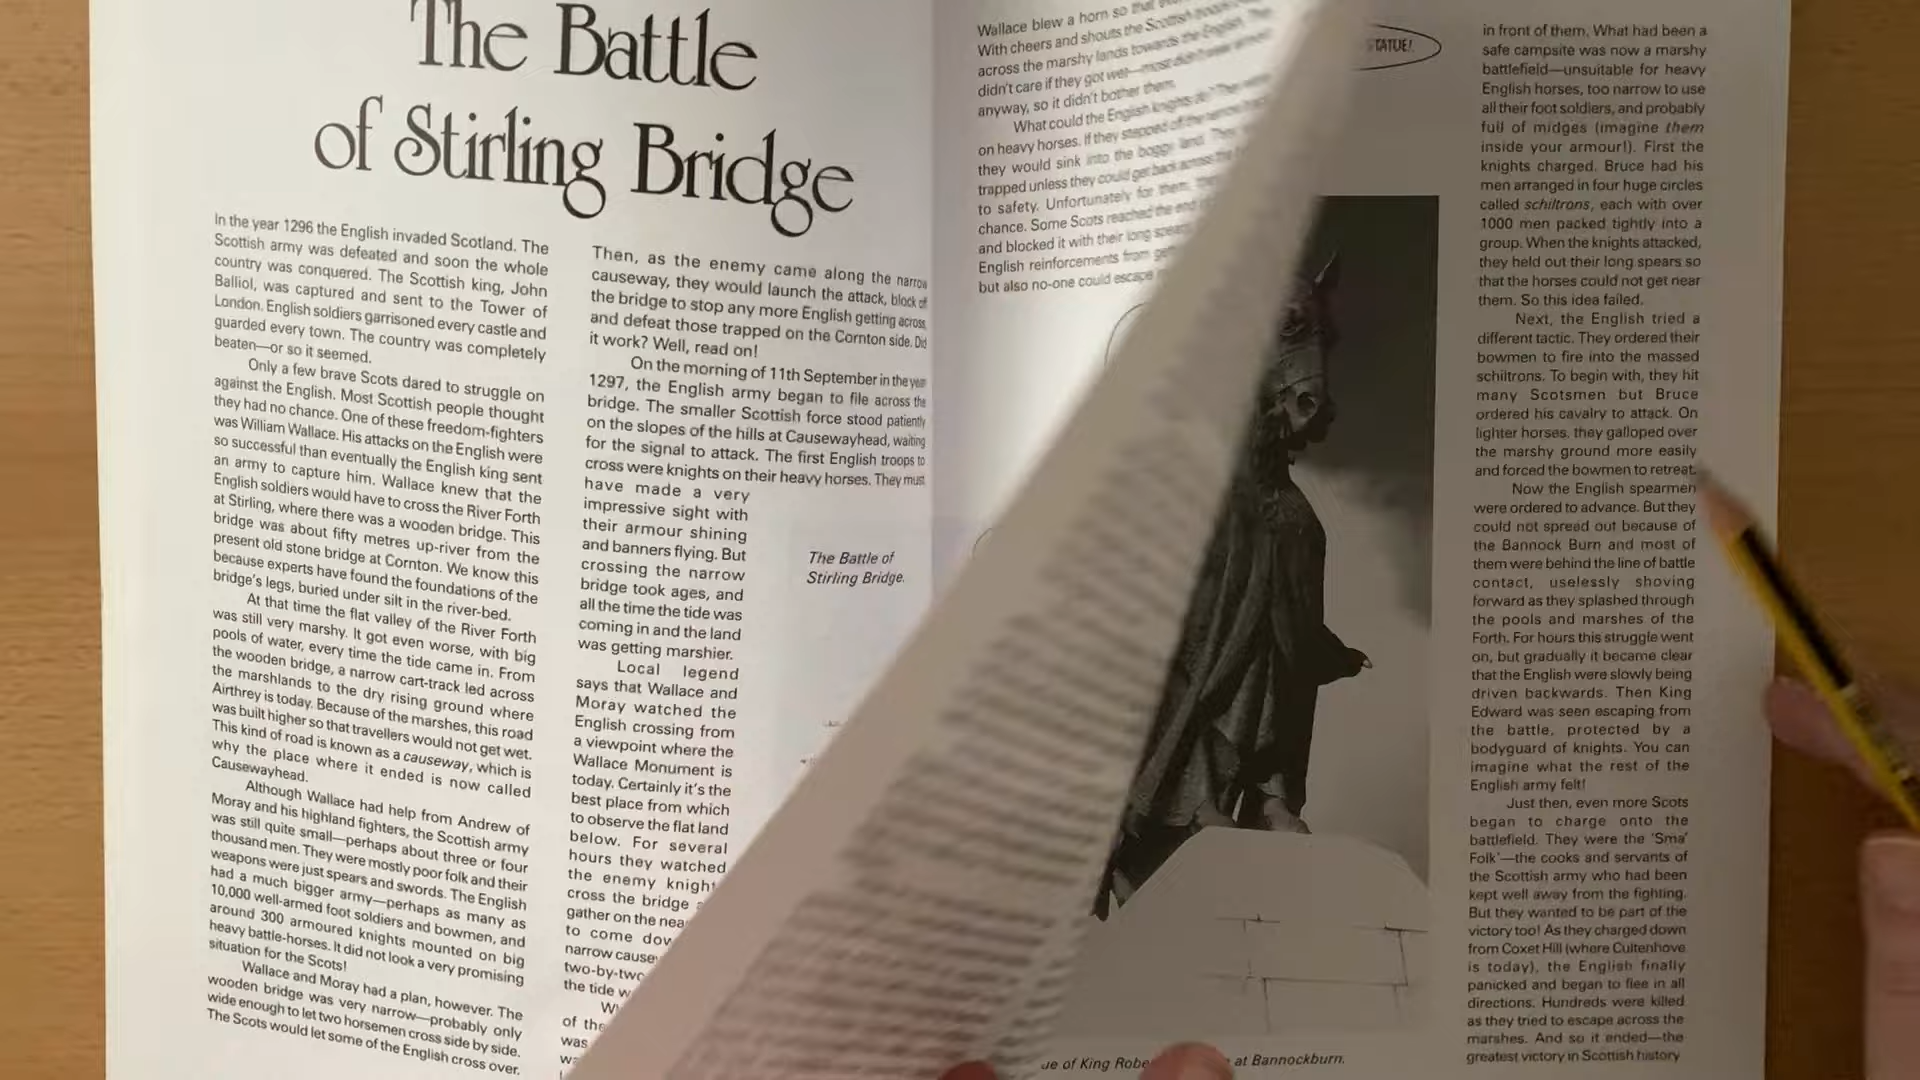 The Battle
of Stirling Bridge
In the year 1296 the English invaded Scotland. The
Scottish army was defeated and soon the whole
country was conquered. The Scottish king, John
Balliol, was captured and sent to the Tower of
London. English soldiers garrisoned every castle and
guarded every town. The country was completely
beaten—or so it seemed.
Only a few brave Scots dared to struggle on
against the English. Most Scottish people thought
they had no chance. One of these freedom-fighters
was William Wallace. His attacks on the English were
so successful than eventually the English king sent
an army to capture him. Wallace knew that the
English soldiers would have to cross the River Forth
at Stirling, where there was a wooden bridge. This
bridge was about fifty metres up-river from the
present old stone bridge at Cornton. We know this
because experts have found the foundations of the
bridge's legs, buried under silt in the river-bed.
At that time the flat valley of the River Forth
was still very marshy. It got even worse, with big
pools of water, every time the tide came in. From
the wooden bridge, a narrow cart-track led across
the marshlands to the dry rising ground where
Airthrey is today. Because of the marshes, this road
was built higher so that travellers would not get wet.
This kind of road is known as a causeway, which is
why the place where it ended is now called
Causewayhead.
Although Wallace had help from Andrew of
Moray and his highland fighters, the Scottish army
was still quite small—perhaps about three or four
thousand men. They were mostly poor folk and their
weapons were just spears and swords. The English
had a much bigger army—perhaps as many as
10,000 well-armed foot soldiers and bowmen, and
around 300 armoured knights mounted on big
heavy battle-horses. It did not look a very promising
situation for the Scots!
Wallace and Moray had a plan, however. The
wooden bridge was very narrow—probably only
wide enough to let two horsemen cross side by side.
The Scots would let some of the English cross over.
Then, as the enemy came along the narrow
causeway, they would launch the attack, block off
the bridge to stop any more English getting across,
and defeat those trapped on the Cornton side. Did
it work? Well, read on!
On the morning of 11th September in the year
1297, the English army began to file across the
bridge. The smaller Scottish force stood patiently
on the slopes of the hills at Causewayhead, waiting
for the signal to attack. The first English troops to
cross were knights on their heavy horses. They must
have made a very
impressive sight with
their armour shining
and banners flying. But
crossing the narrow
bridge took ages, and
all the time the tide was
coming in and the land
was getting marshier.
Local legend
says that Wallace and
Moray watched the
English crossing from
a viewpoint where the
Wallace Monument is
today. Certainly it's the
best place from which
to observe the flat land
below. For several
hours they watched
the enemy
cross the bridge
gather on the
to come
narrow
two-by-two
the tide
of the
was
The Battle of
Stirling Bridge.
Wallace blew a horn so that
With cheers and shouts the Scottish
across the marshy lands towards the English. The
didn't care if they got wet—most didn't
anyway, so it didn't bother them.
What could the English knights do?
on heavy horses. If they stepped off the
they would sink into the boggy land. They
trapped unless they could get back across the
to safety. Unfortunately for them,
chance. Some Scots reached the end
and blocked it with their long spears
English reinforcements from
but also no-one could escape
of King at Bannockburn.
in front of them. What had been a
safe campsite was now a marshy
battlefield—unsuitable for heavy
English horses, too narrow to use
all their foot soldiers, and probably
full of midges (imagine them
inside your armour!). First the
knights charged. Bruce had his
men arranged in four huge circles
called schiltrons, each with over
1000 men packed tightly into a
group. When the knights attacked,
they held out their long spears so
that the horses could not get near
them. So this idea failed.
Next, the English tried a
different tactic. They ordered their
bowmen to fire into the massed
schiltrons. To begin with, they hit
many Scotsmen but Bruce
ordered his cavalry to attack. On
lighter horses, they galloped over
the marshy ground more easily
and forced the bowmen to retreat.
Now the English spearmen
were ordered to advance. But they
could not spread out because of
the Bannock Burn and most of
them were behind the line of battle
contact, uselessly shoving
forward as they splashed through
the pools and marshes of the
Forth. For hours this struggle went
on, but gradually it became clear
that the English were slowly being
driven backwards. Then King
Edward was seen escaping from
the battle, protected by a
bodyguard of knights. You can
imagine what the rest of the
English army felt!
Just then, even more Scots
began to charge onto the
battlefield. They were the 'Sma'
Folk'—the cooks and servants of
the Scottish army who had been
kept well away from the fighting.
But they wanted to be part of the
victory too! As they charged down
from Coxet Hill (where Cultenhove
is today), the English finally
panicked and began to flee in all
directions. Hundreds were killed
as they tried to escape across the
marshes. And so it ended—the
greatest victory in Scottish history